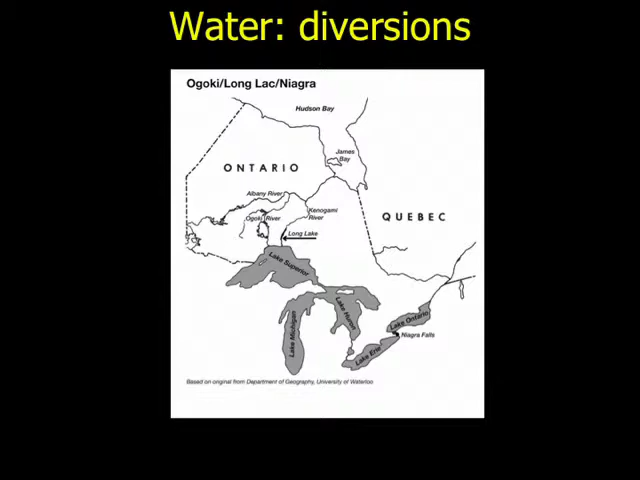 Water: diversions
Ogoki/Long Lac/Niagra
Hudson Bay
James
Bay
ONTARIO
Albany River
Kenogami
River
Ogoki River
QUEBEC
Long Lake
Lake Superior
Lake Michigan
Lake Huron
Lake Ontario
Niagra Falls
Lake Erie
Based on original from Department of Geography, University of Waterloo